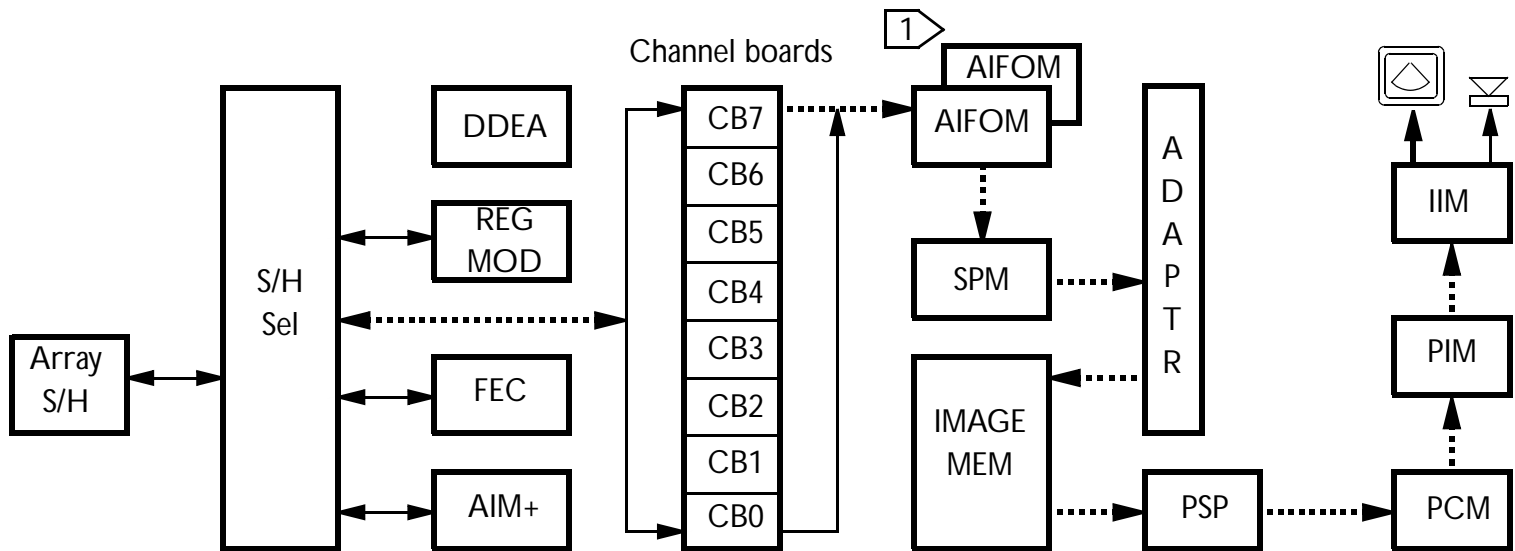 1
Channel boards
AIFOM
AIFOM
DDEA
REG
MOD
FEC
AIM+
S/H
Sel
Array
S/H
CB7
CB6
CB5
CB4
CB3
CB2
CB1
CB0
SPM
A
D
A
P
T
R
IMAGE
MEM
PSP
PCM
PIM
IIM